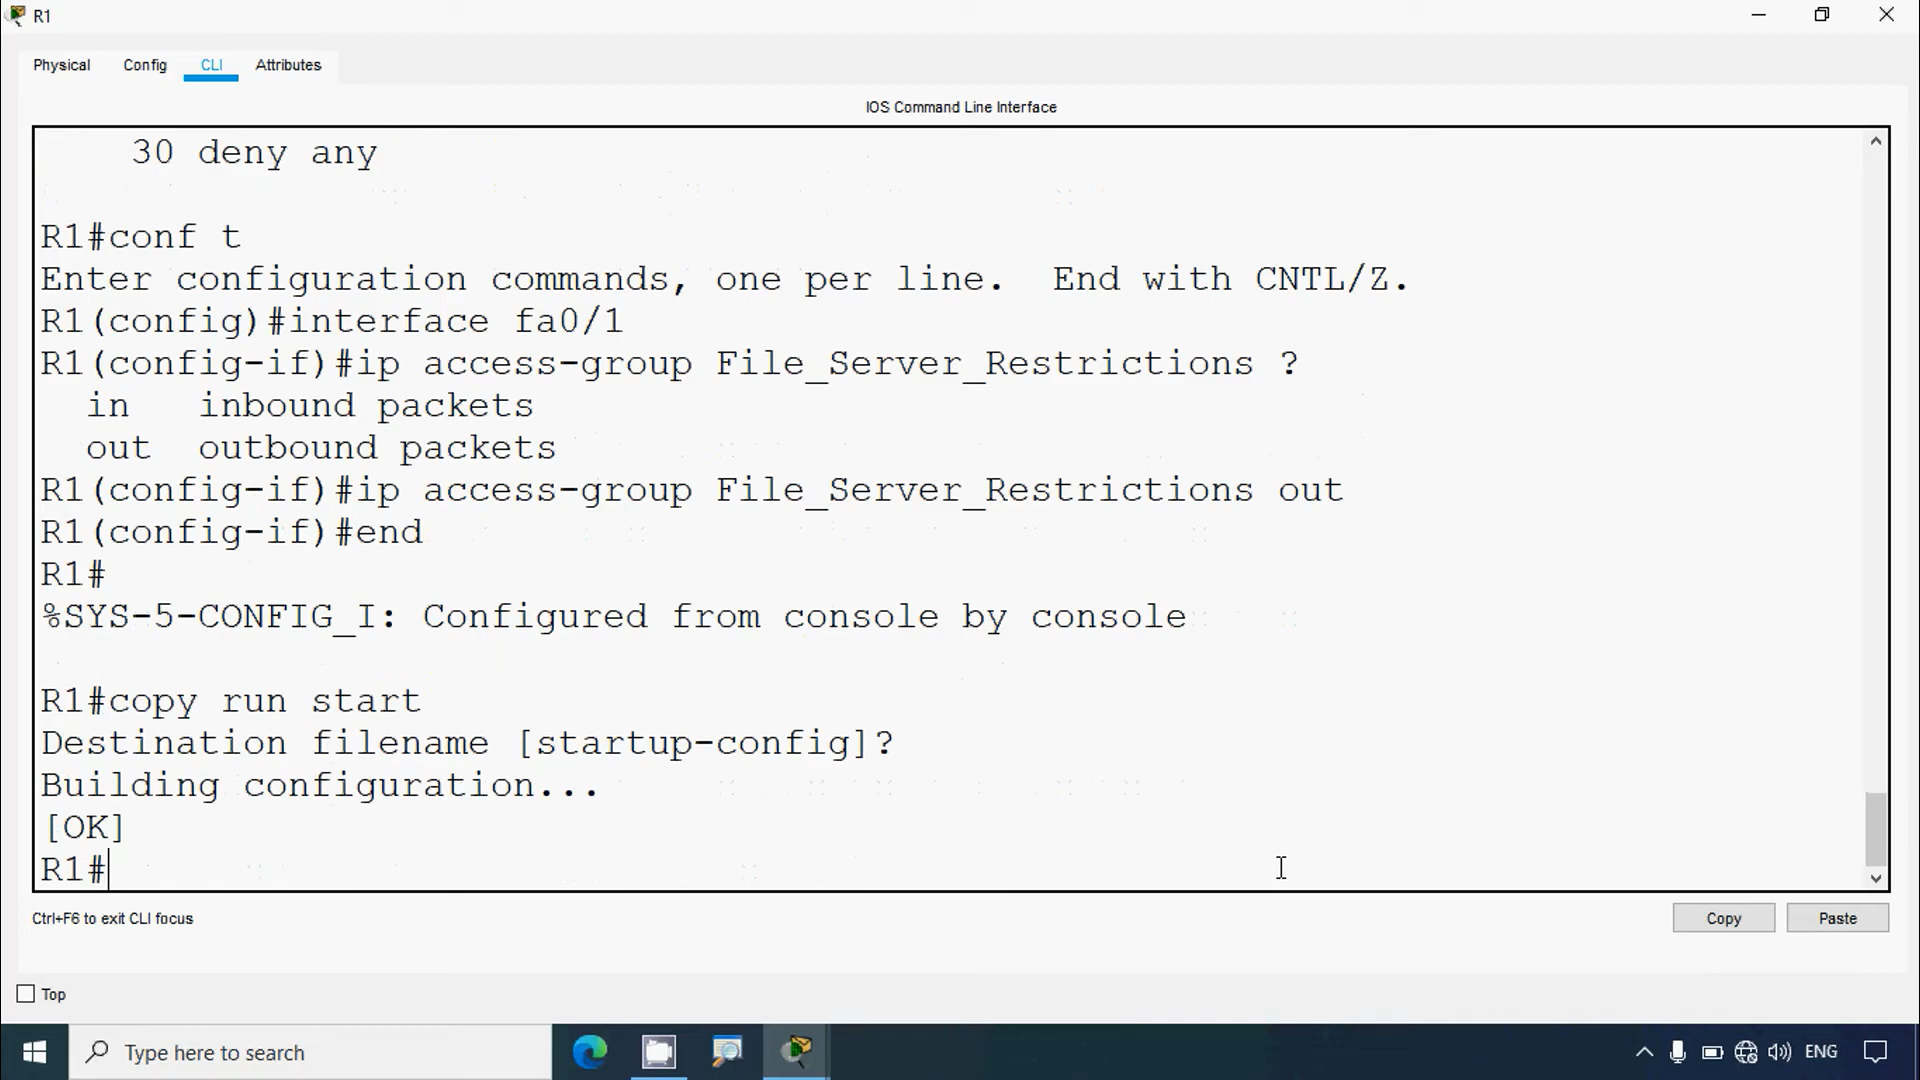 R1
Physical Config CLI Attributes
IOS Command Line Interface
30 deny any
R1#conf t
Enter configuration commands, one per line.  End with CNTL/Z.
R1(config)#interface fa0/1
R1(config-if)#ip access-group File_Server_Restrictions ?
in   inbound packets
out  outbound packets
R1(config-if)#ip access-group File_Server_Restrictions out
R1(config-if)#end
R1#
%SYS-5-CONFIG_I: Configured from console by console
R1#copy run start
Destination filename [startup-config]?
Building configuration...
[OK]
R1#
Ctrl+F6 to exit CLI focus
Copy Paste
Top
Type here to search
ENG